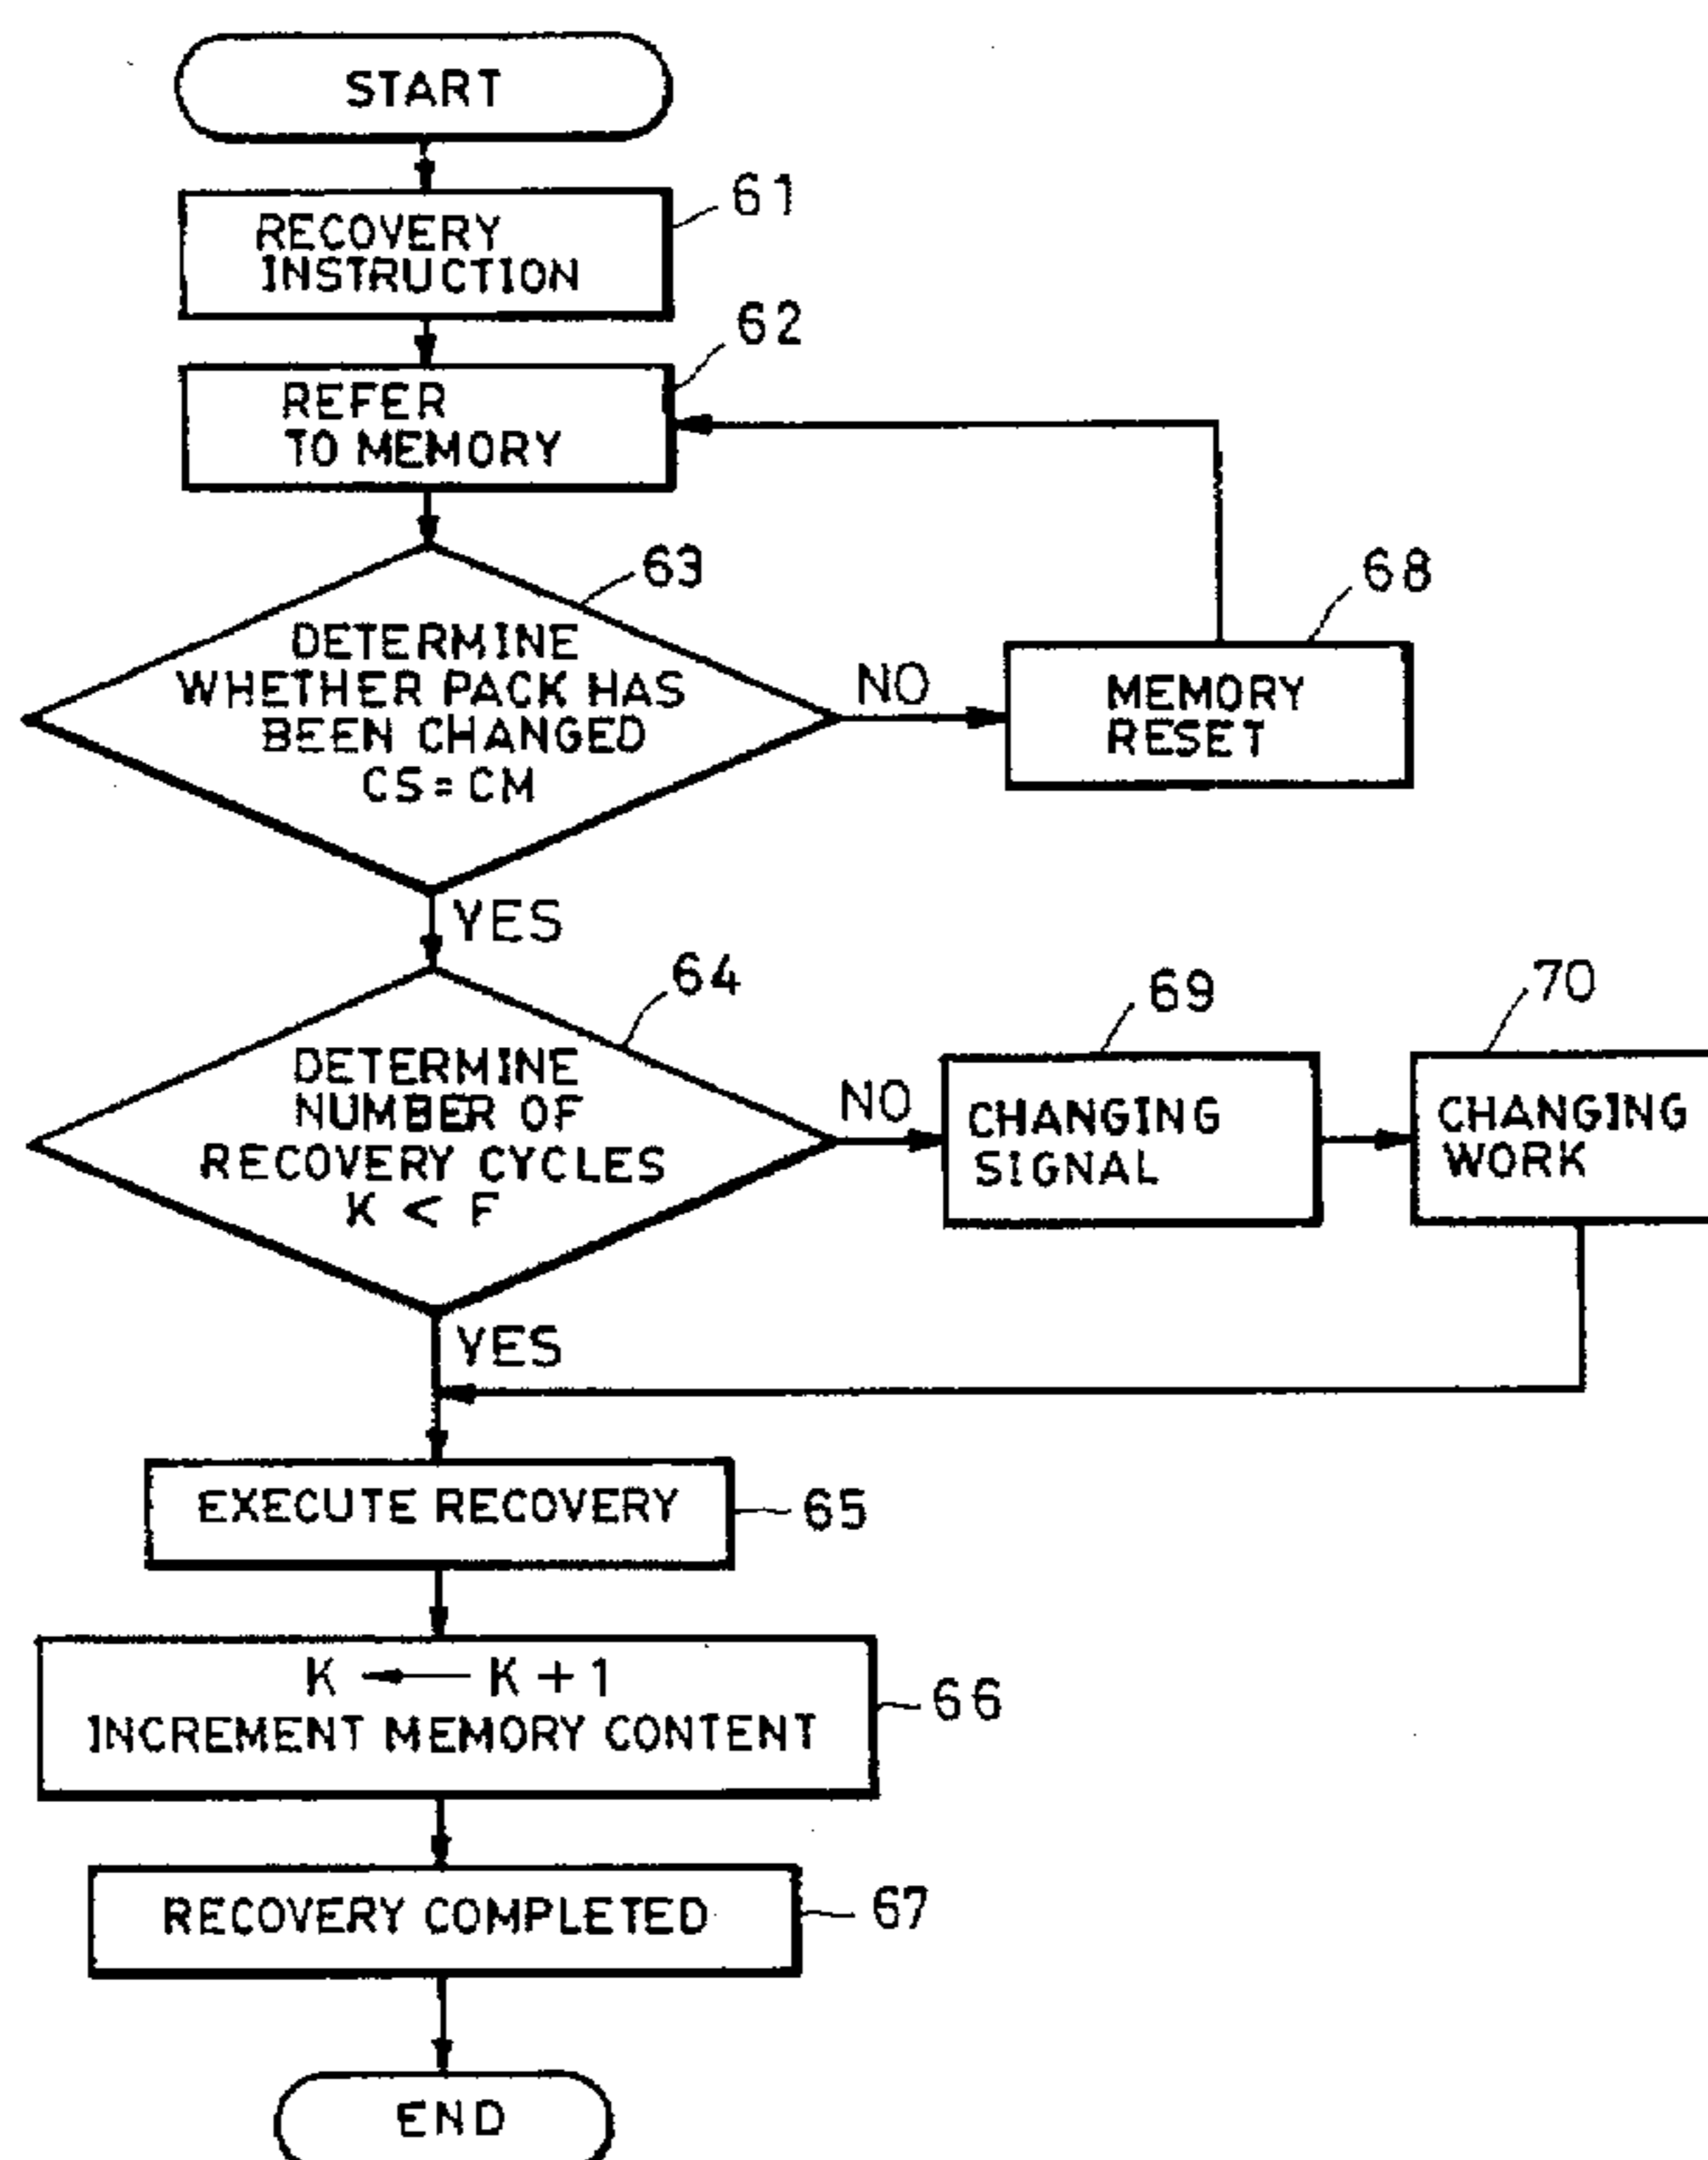 START
61
RECOVERY
INSTRUCTION
62
REFER
TO MEMORY
63
DETERMINE
WHETHER PACK HAS
BEEN CHANGED
CS = CM
NO
68
MEMORY
RESET
YES
64
DETERMINE
NUMBER OF
RECOVERY CYCLES
K < F
NO
69
CHANGING
SIGNAL
70
CHANGING
WORK
YES
EXECUTE RECOVERY
65
K ← K + 1
INCREMENT MEMORY CONTENT
66
RECOVERY COMPLETED
67
END